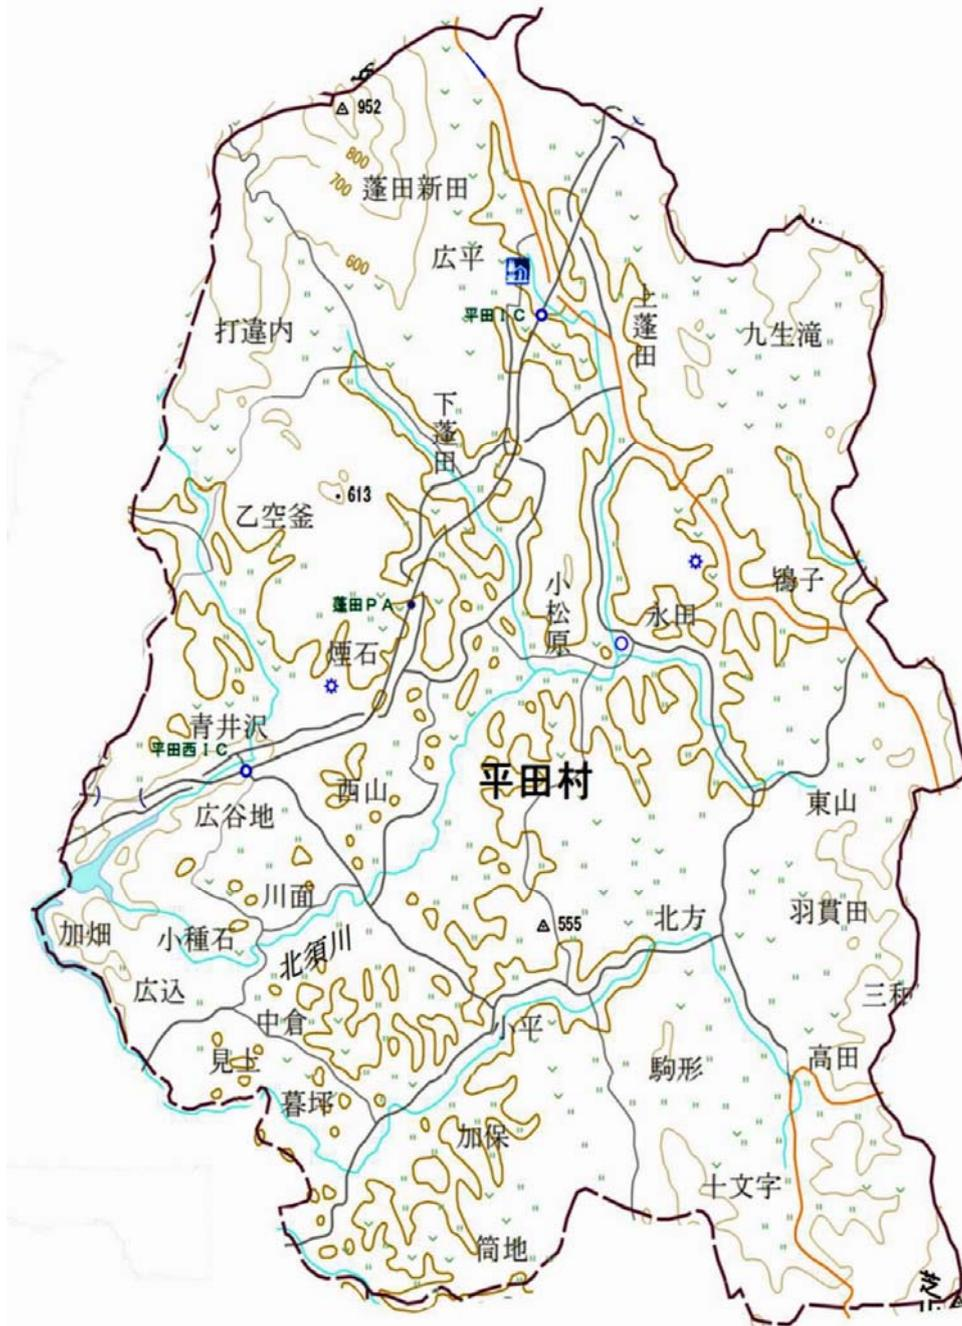 952
800
700
蓬田新田
600
広平
平田IC
上蓬田
九生滝
打違内
下蓬田
613
乙空釜
蓬田PA
小松原
永田
鴇子
煙石
青井沢
平田西IC
平田村
西山
広谷地
東山
川面
555
北方
羽貫田
加畑
小種石
北須川
広込
三和
中倉
小平
見上
駒形
高田
暮坪
加保
十文字
筒地